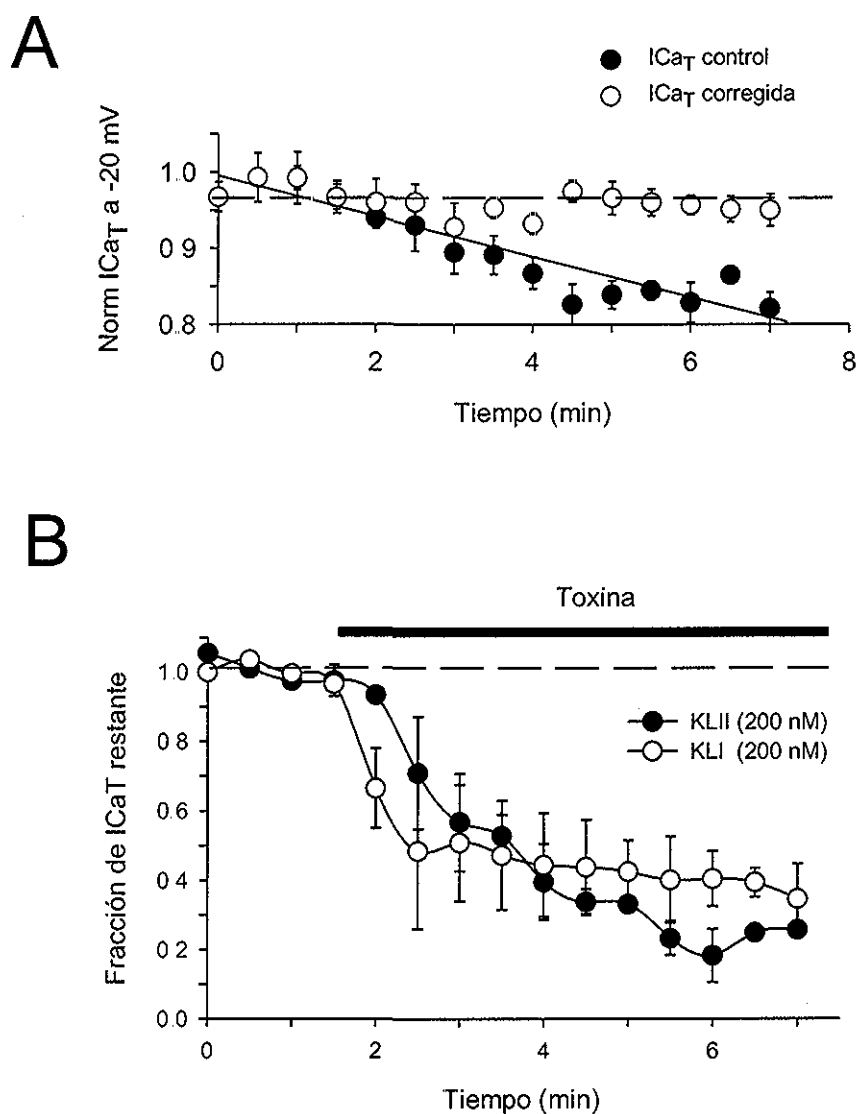 A
ICaT control
ICaT corregida
Norm ICaT a -20 mV
1.0
0 9
0.8
0 2 4 6 8
Tiempo (min)
B
Toxina
Fracción de ICaT restante
1.0
0.8
0.6
0 4
0 2
0.0
KLII (200 nM)
KLI (200 nM)
0 2 4 6
Tiempo (min)